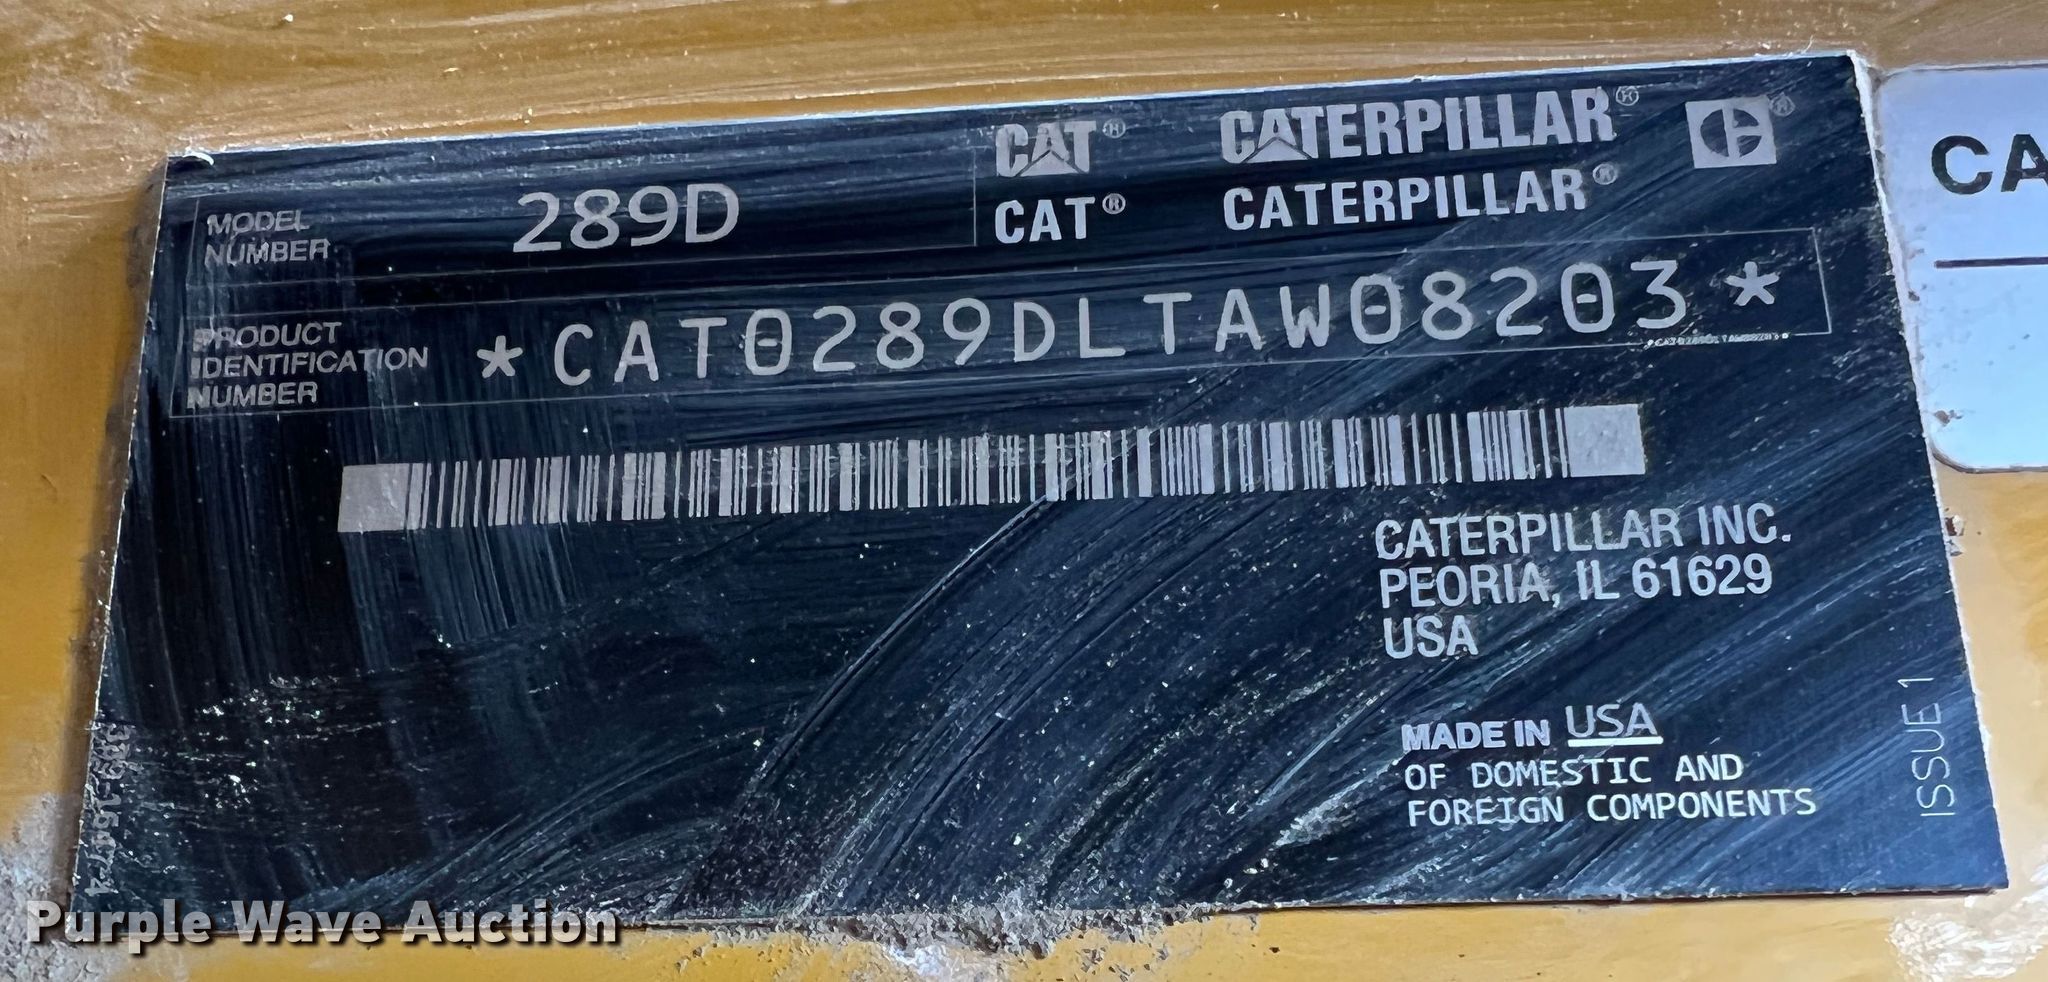 CAT® CATERPILLAR® ®
MODEL NUMBER 289D
CAT® CATERPILLAR®
PRODUCT IDENTIFICATION NUMBER *CAT0289DLTAW08203*
CATERPILLAR INC.
PEORIA, IL 61629
USA
MADE IN USA
OF DOMESTIC AND
FOREIGN COMPONENTS
ISSUE 1
CA
Purple Wave Auction